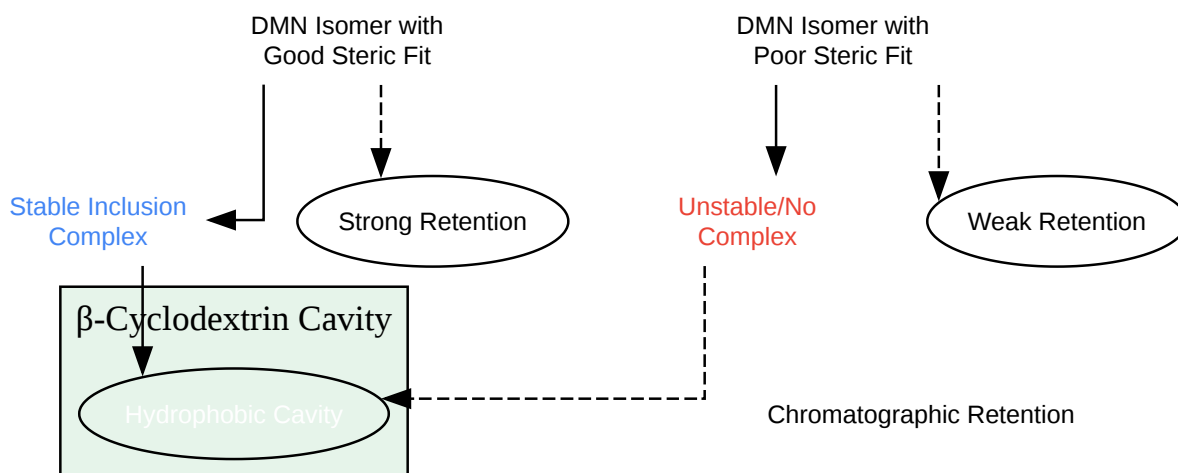 DMN Isomer with
Good Steric Fit
DMN Isomer with
Poor Steric Fit
Stable Inclusion
Complex
Strong Retention
Unstable/No
Complex
Weak Retention
β-Cyclodextrin Cavity
Hydrophobic Cavity
Chromatographic Retention